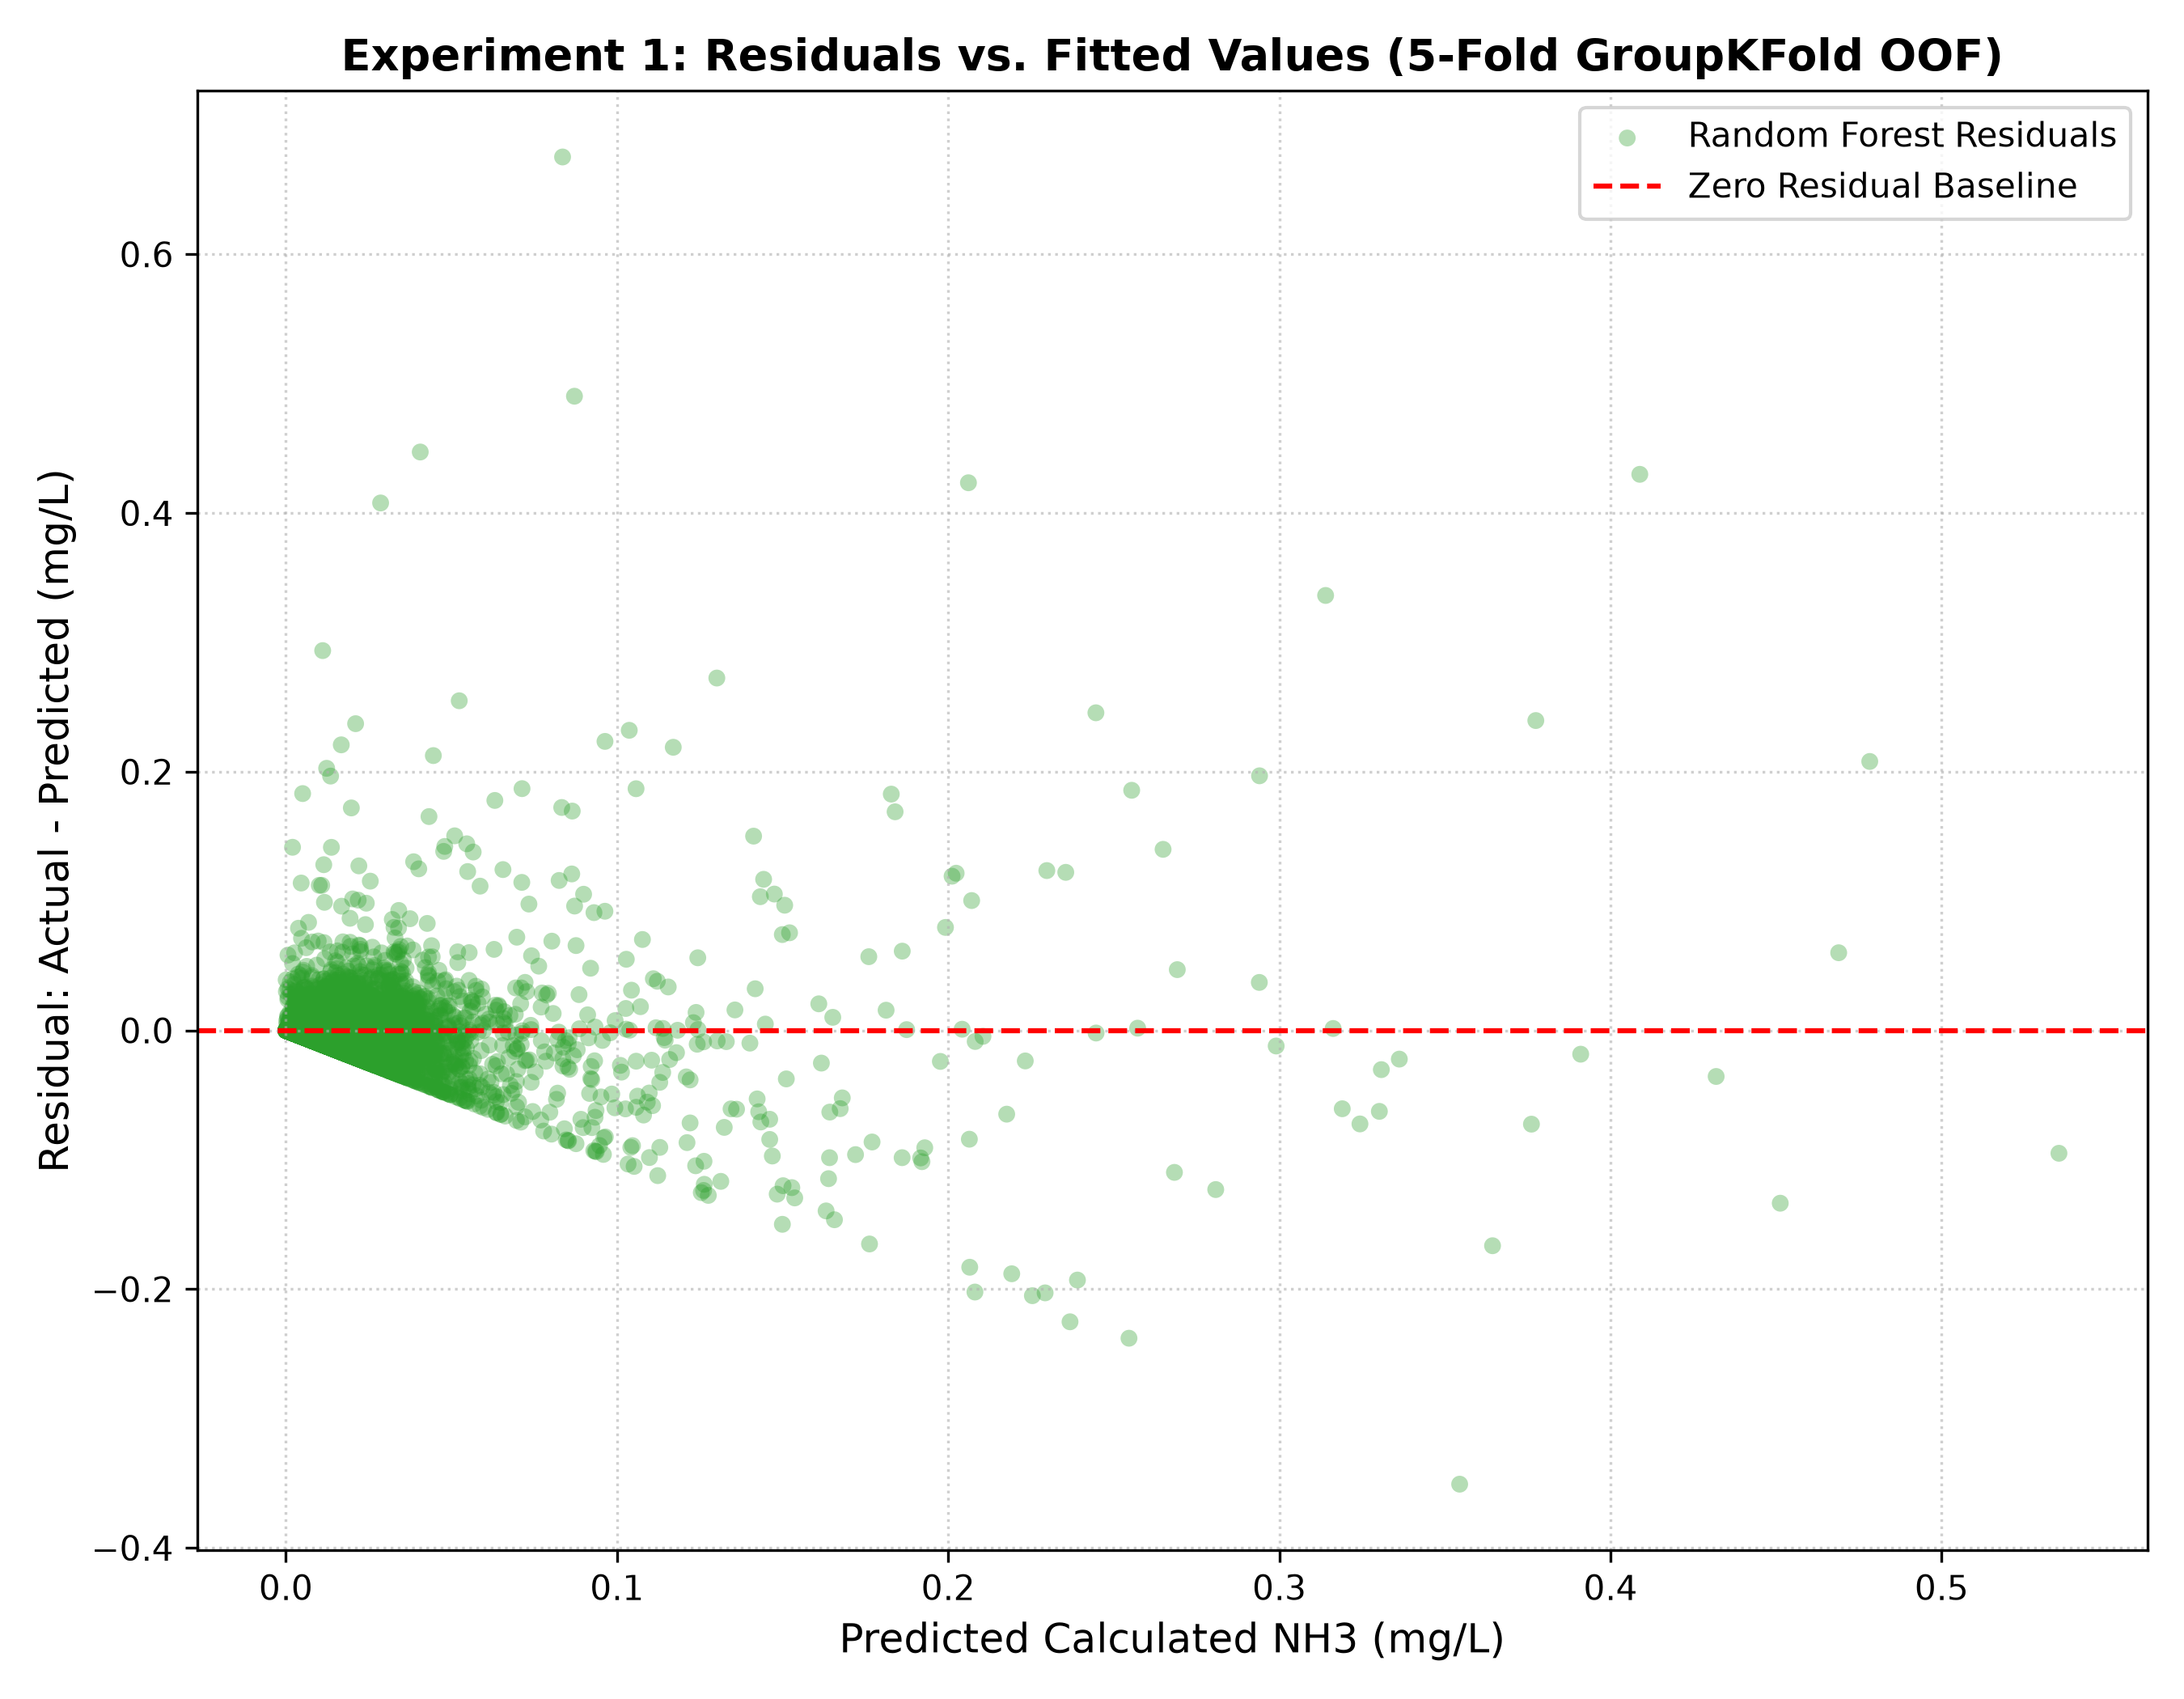 Experiment 1: Residuals vs. Fitted Values (5-Fold GroupKFold OOF)
Random Forest Residuals
Zero Residual Baseline
Residual: Actual - Predicted (mg/L)
0.6
0.4
0.2
0.0
−0.2
−0.4
0.0 0.1 0.2 0.3 0.4 0.5
Predicted Calculated NH3 (mg/L)